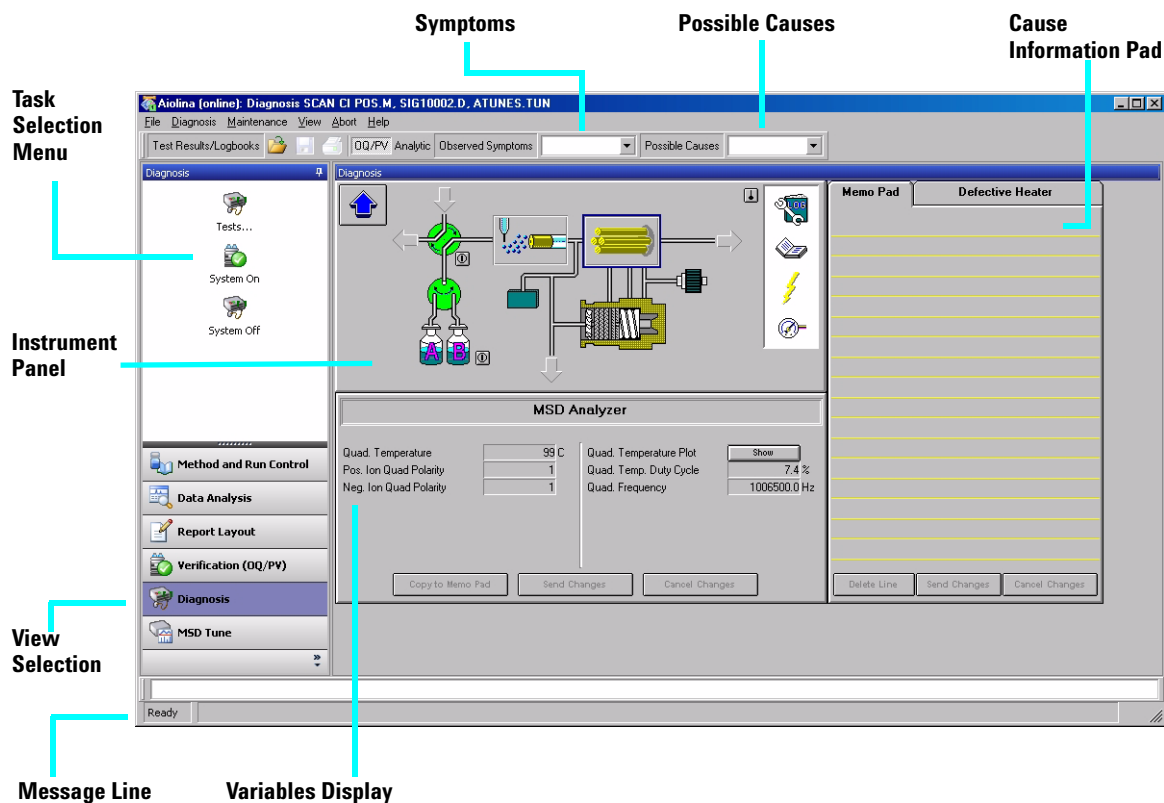 Symptoms
Possible Causes
Cause
Information Pad
Task
Selection
Menu
Aiolina (online): Diagnosis SCAN CI POS.M, SIG10002.D, ATUNES.TUN
File Diagnosis Maintenance View Abort Help
Test Results/Logbooks OQ/PV Analytic Observed Symptoms Possible Causes
Diagnosis
Tests...
System On
System Off
Diagnosis
A B
LOG
Memo Pad
Defective Heater
Instrument
Panel
MSD Analyzer
Quad. Temperature 99 C
Pos. Ion Quad Polarity 1
Neg. Ion Quad Polarity 1
Quad. Temperature Plot Show
Quad. Temp. Duty Cycle 7.4 %
Quad. Frequency 1006500.0 Hz
Copy to Memo Pad Send Changes Cancel Changes
Delete Line Send Changes Cancel Changes
Method and Run Control
Data Analysis
Report Layout
Verification (OQ/PV)
Diagnosis
MSD Tune
View
Selection
Ready
Message Line
Variables Display